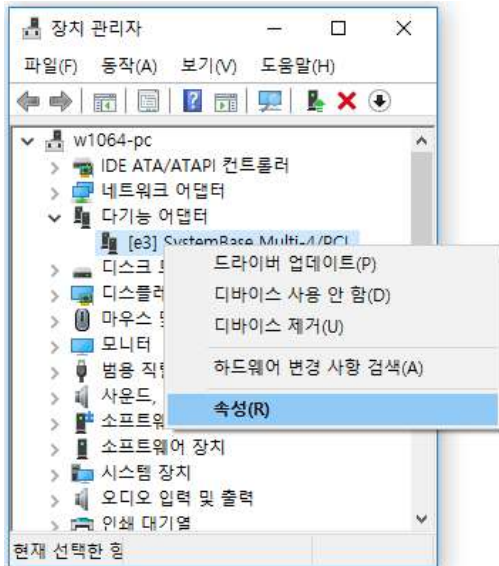 장치 관리자
파일(F) 동작(A) 보기(V) 도움말(H)
w1064-pc
IDE ATA/ATAPI 컨트롤러
네트워크 어댑터
다기능 어댑터
[e3] SystemBase Multi-4/PCI
드라이버 업데이트(P)
디바이스 사용 안 함(D)
디바이스 제거(U)
하드웨어 변경 사항 검색(A)
속성(R)
디스크
디스플레
마우스
모니터
범용 직
사운드,
소프트웨
소프트웨어 장치
시스템 장치
오디오 입력 및 출력
인쇄 대기열
현재 선택한 항